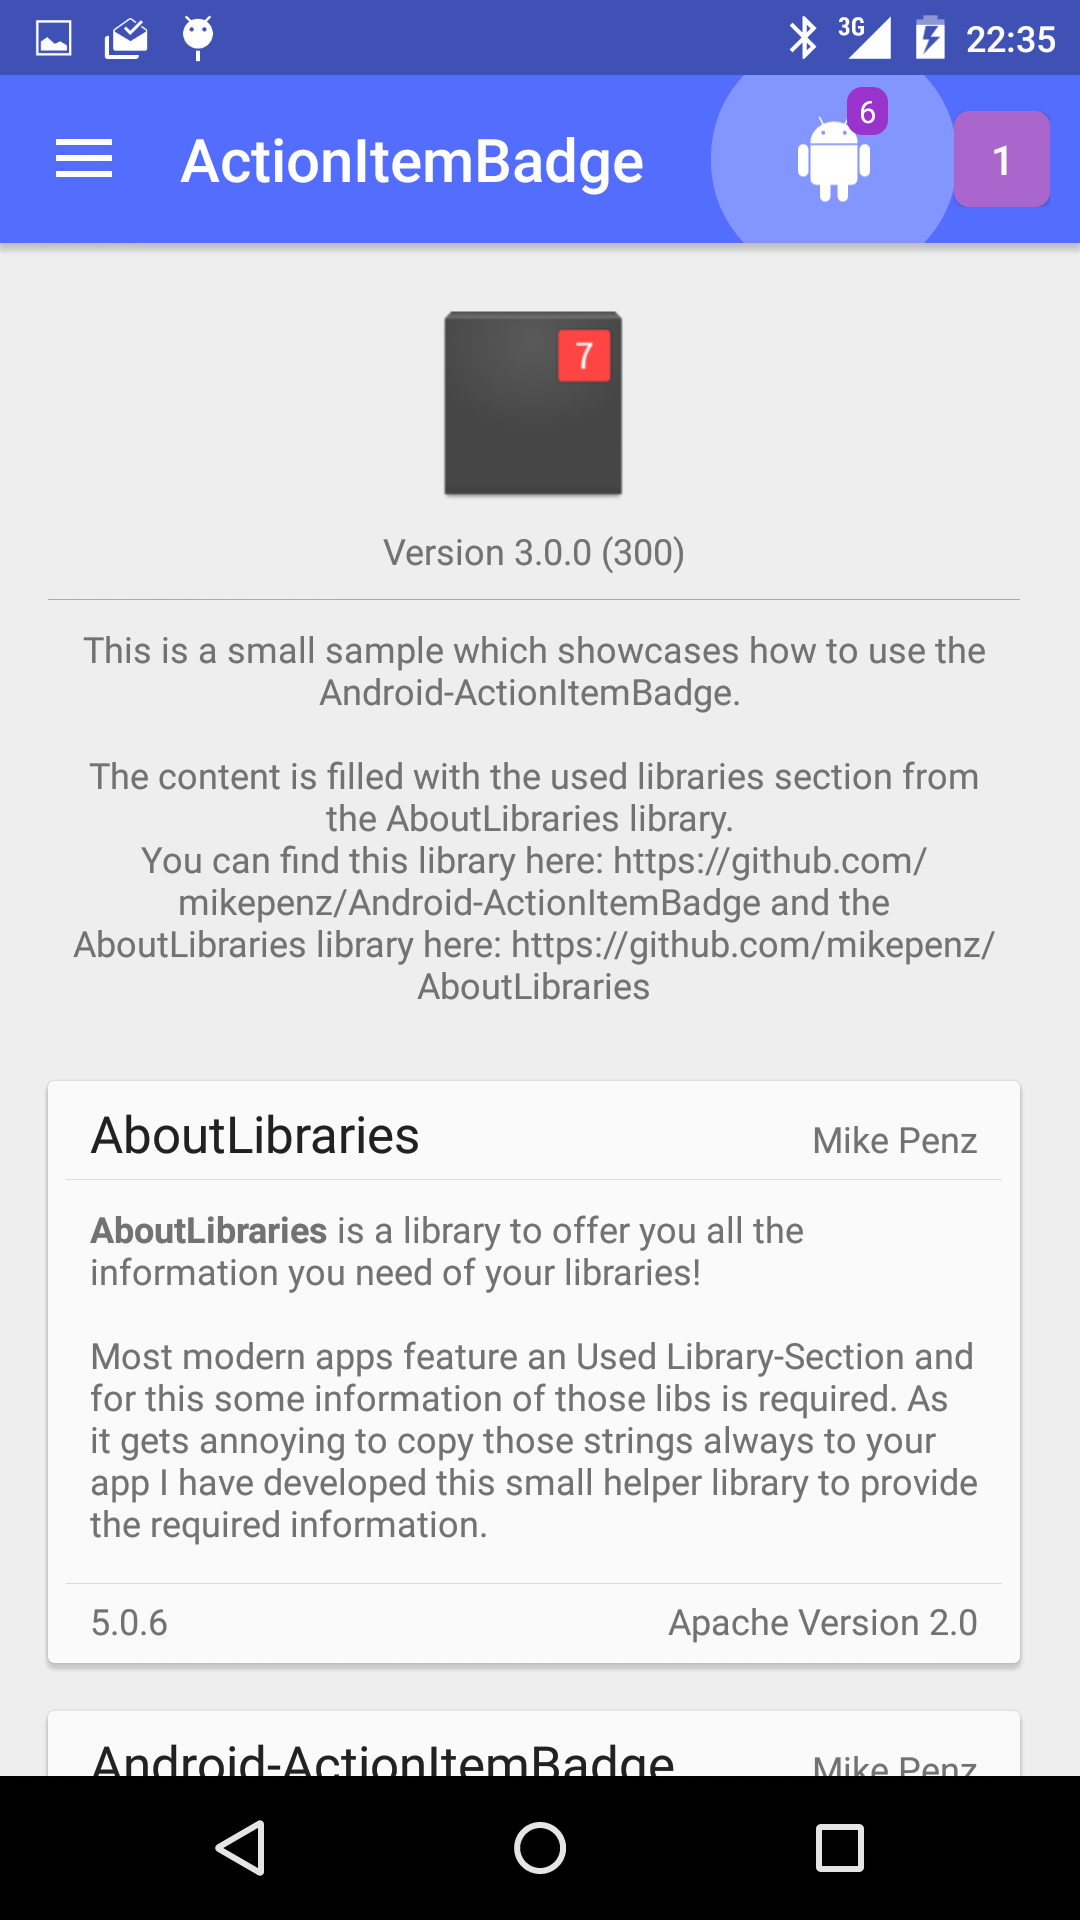 3G 22:35
ActionItemBadge 6 1
7
Version 3.0.0 (300)
This is a small sample which showcases how to use the
Android-ActionItemBadge.
The content is filled with the used libraries section from
the AboutLibraries library.
You can find this library here: https://github.com/
mikepenz/Android-ActionItemBadge and the
AboutLibraries library here: https://github.com/mikepenz/
AboutLibraries
AboutLibraries Mike Penz
AboutLibraries is a library to offer you all the
information you need of your libraries!
Most modern apps feature an Used Library-Section and
for this some information of those libs is required. As
it gets annoying to copy those strings always to your
app I have developed this small helper library to provide
the required information.
5.0.6 Apache Version 2.0
Android-ActionItemBadge Mike Penz